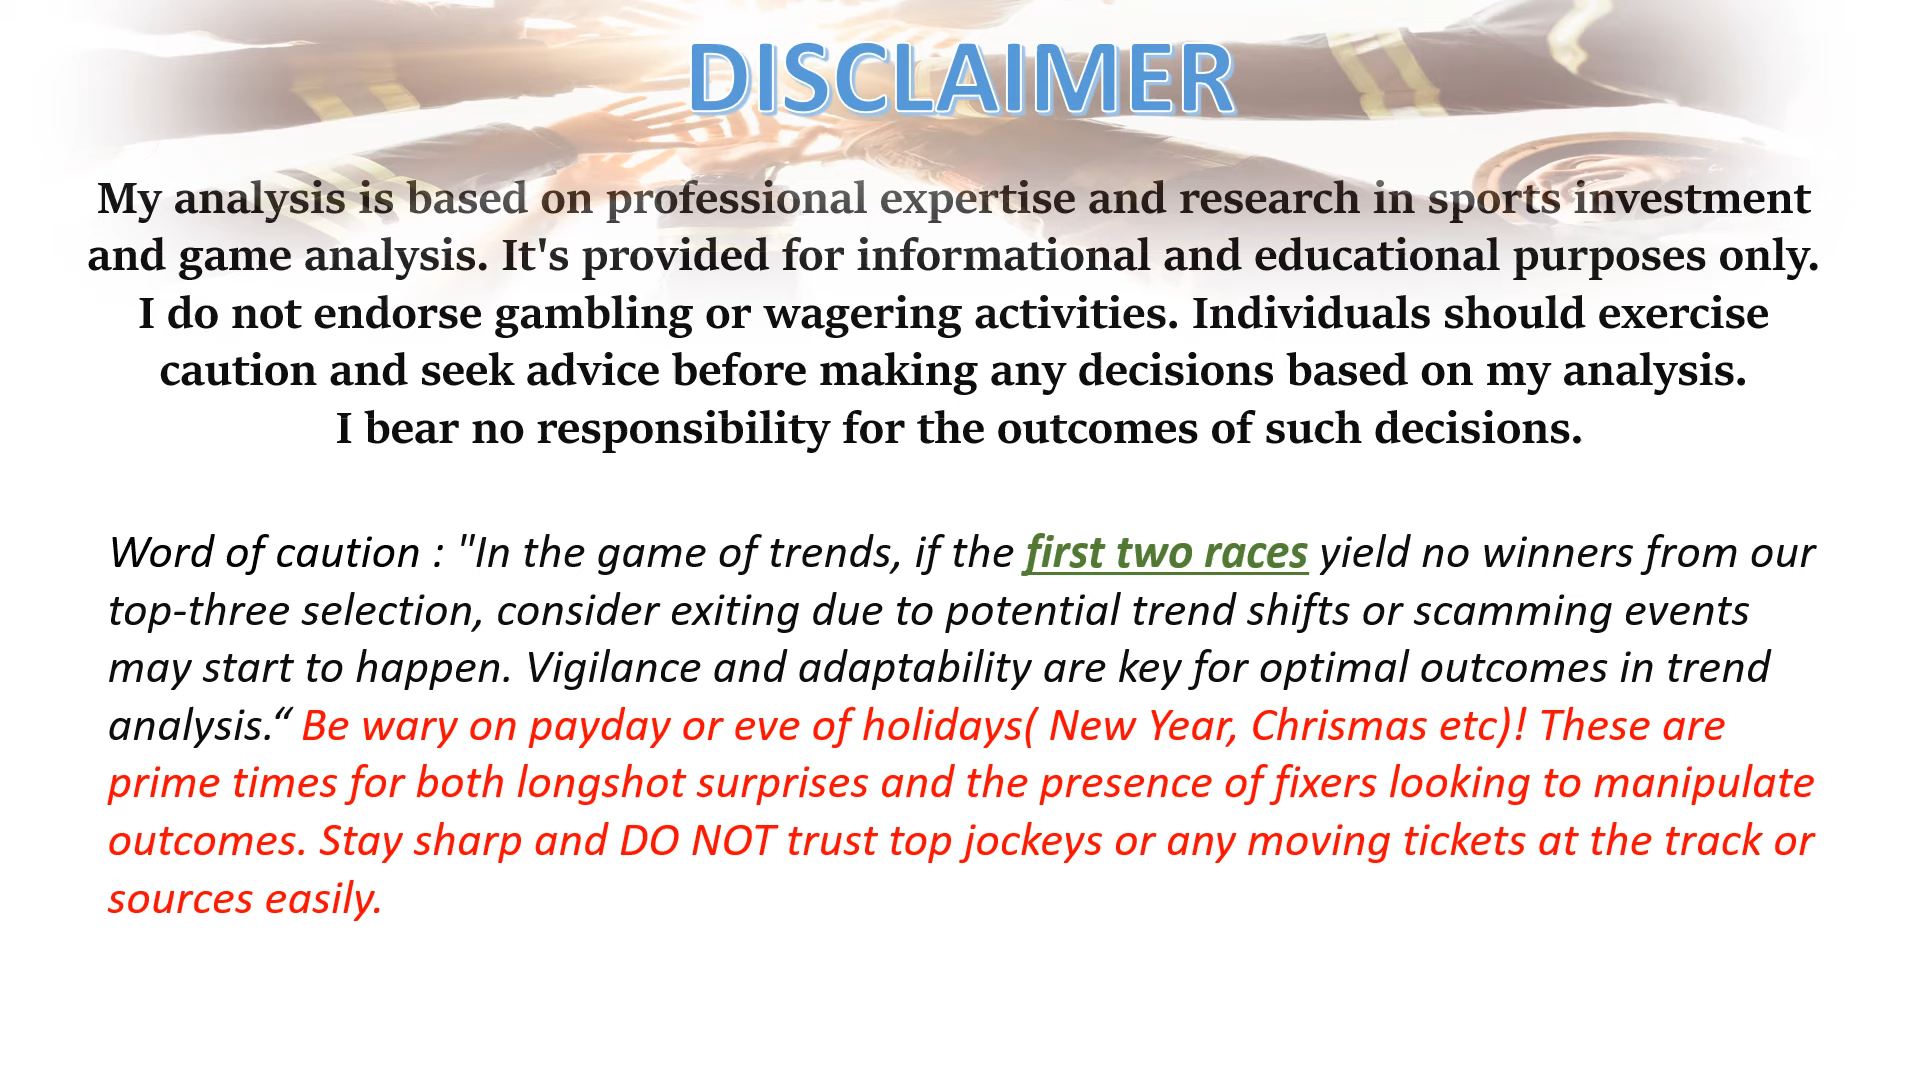 DISCLAIMER
My analysis is based on professional expertise and research in sports investment
and game analysis. It's provided for informational and educational purposes only.
I do not endorse gambling or wagering activities. Individuals should exercise
caution and seek advice before making any decisions based on my analysis.
I bear no responsibility for the outcomes of such decisions.
Word of caution : "In the game of trends, if the first two races yield no winners from our
top-three selection, consider exiting due to potential trend shifts or scamming events
may start to happen. Vigilance and adaptability are key for optimal outcomes in trend
analysis.“ Be wary on payday or eve of holidays( New Year, Chrismas etc)! These are
prime times for both longshot surprises and the presence of fixers looking to manipulate
outcomes. Stay sharp and DO NOT trust top jockeys or any moving tickets at the track or
sources easily.